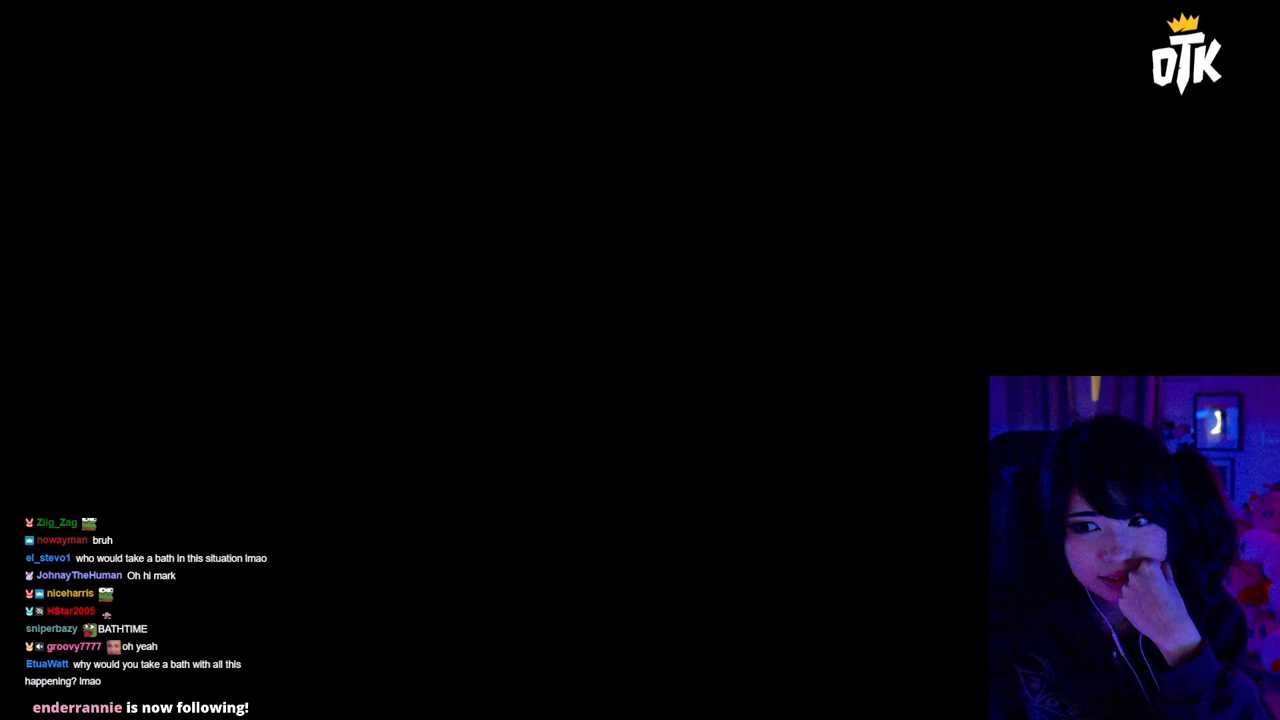 OTK
Ziig_Zag
nowayman bruh
el_stevo1 who would take a bath in this situation lmao
JohnayTheHuman Oh hi mark
niceharris
HStar2005
sniperbazy BATHTIME
groovy7777 oh yeah
EtuaWatt why would you take a bath with all this
happening? lmao
enderrannie is now following!